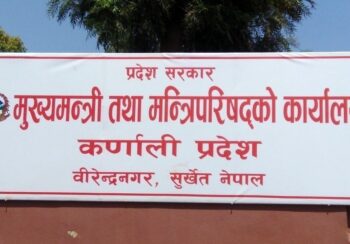 प्रदेश सरकार
मुख्यमन्त्री तथा मन्त्रिपरिषद्को कार्याल
कर्णाली प्रदेश
वीरेन्द्रनगर, सुर्खेत नेपाल